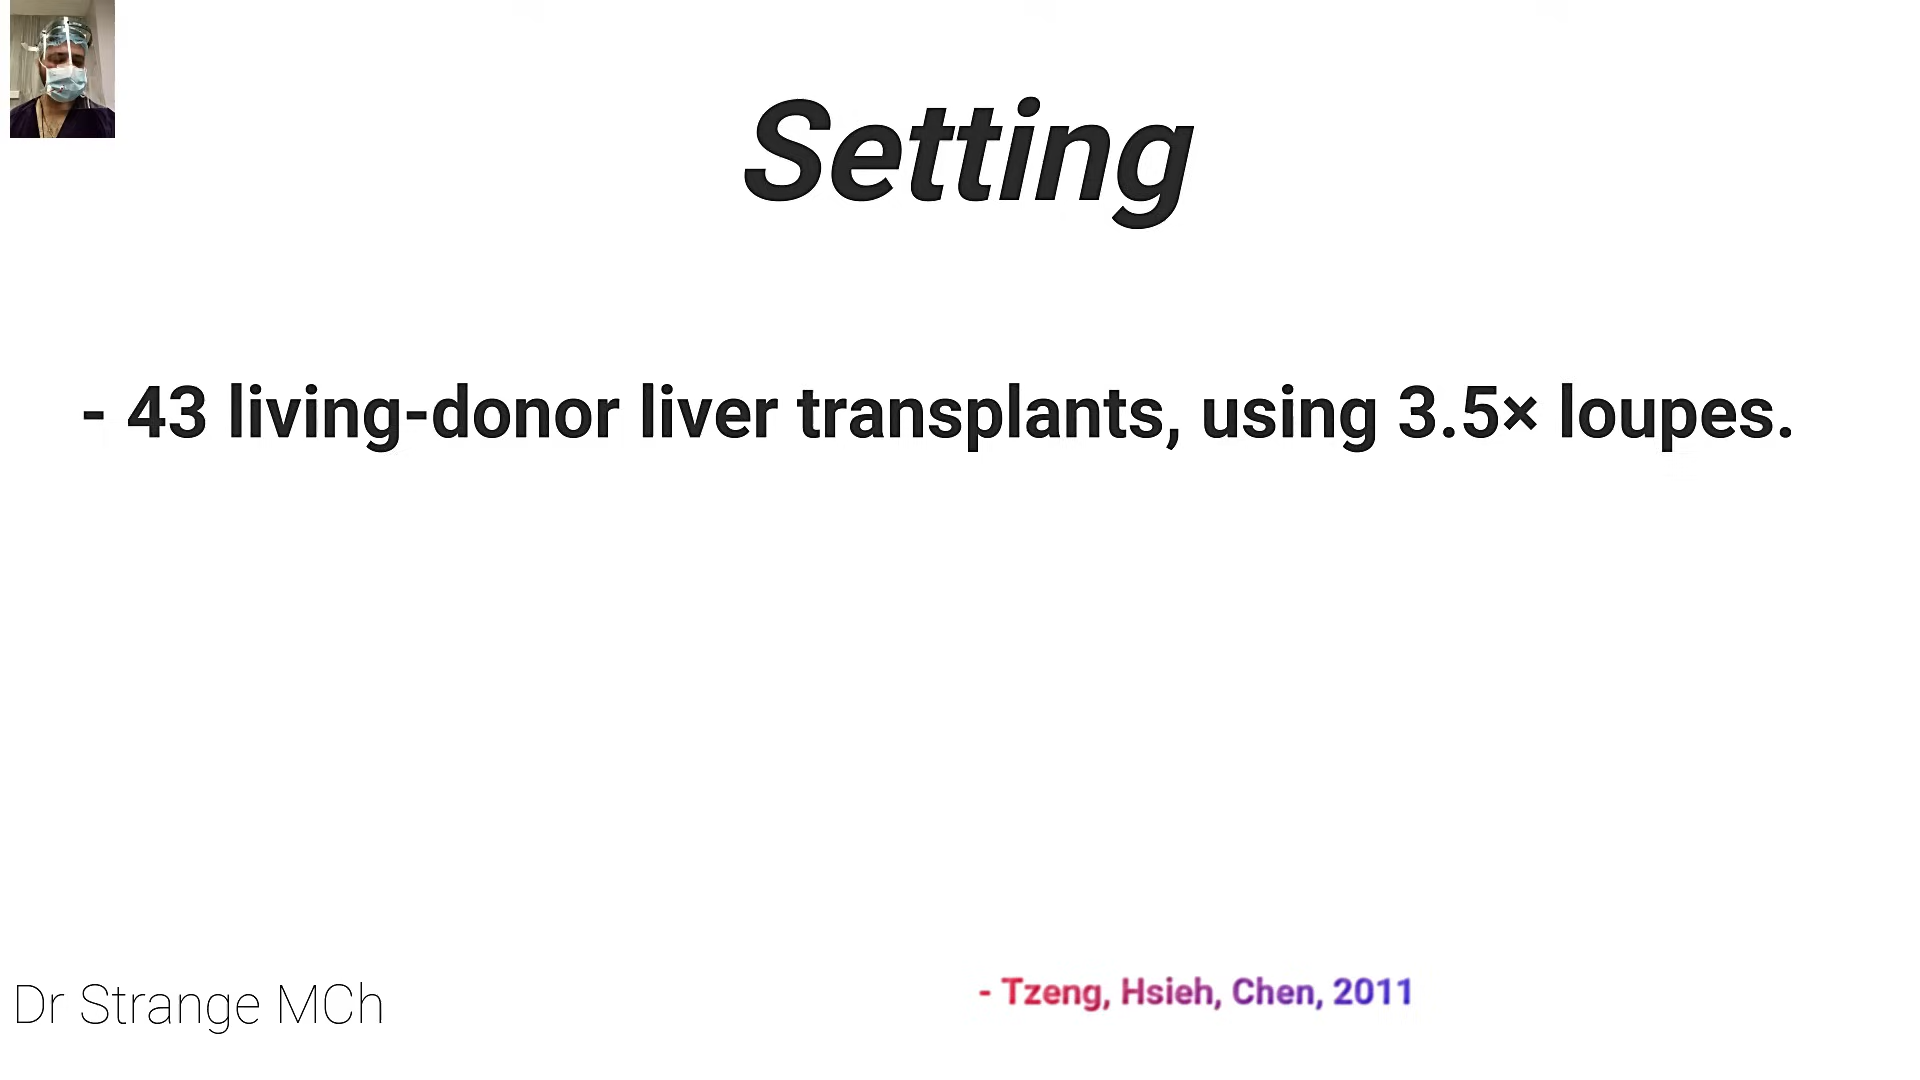 Setting
- 43 living-donor liver transplants, using 3.5× loupes.
Dr Strange MCh
- Tzeng, Hsieh, Chen, 2011